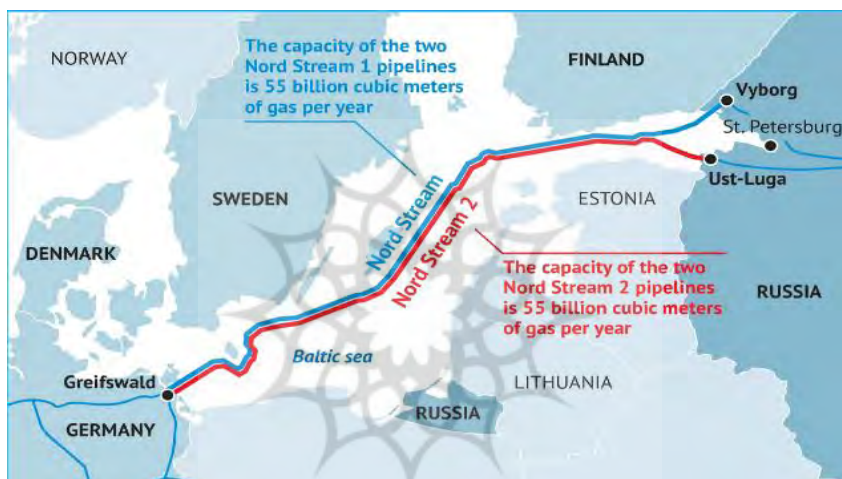 NORWAY
The capacity of the two
Nord Stream 1 pipelines
is 55 billion cubic meters
of gas per year
FINLAND
Vyborg
St. Petersburg
Ust-Luga
SWEDEN
Nord Stream
Nord Stream 2
ESTONIA
DENMARK
The capacity of the two
Nord Stream 2 pipelines
is 55 billion cubic meters
of gas per year
RUSSIA
Baltic sea
Greifswald
LITHUANIA
RUSSIA
GERMANY